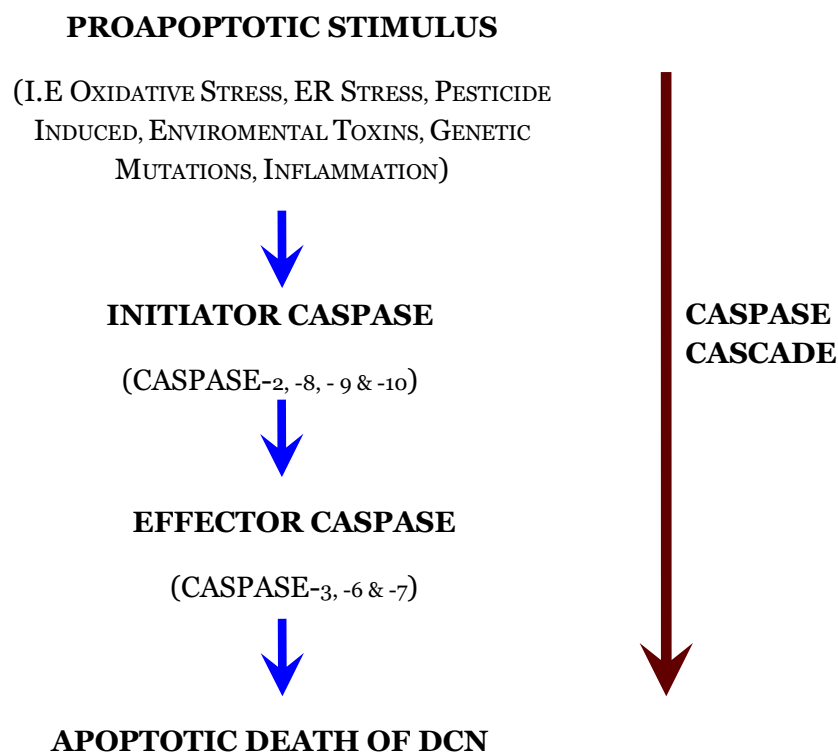 PROAPOPTOTIC STIMULUS
(I.E OXIDATIVE STRESS, ER STRESS, PESTICIDE
INDUCED, ENVIROMENTAL TOXINS, GENETIC
MUTATIONS, INFLAMMATION)
INITIATOR CASPASE
(CASPASE-2, -8, - 9 & -10)
CASPASE
CASCADE
EFFECTOR CASPASE
(CASPASE-3, -6 & -7)
APOPTOTIC DEATH OF DCN